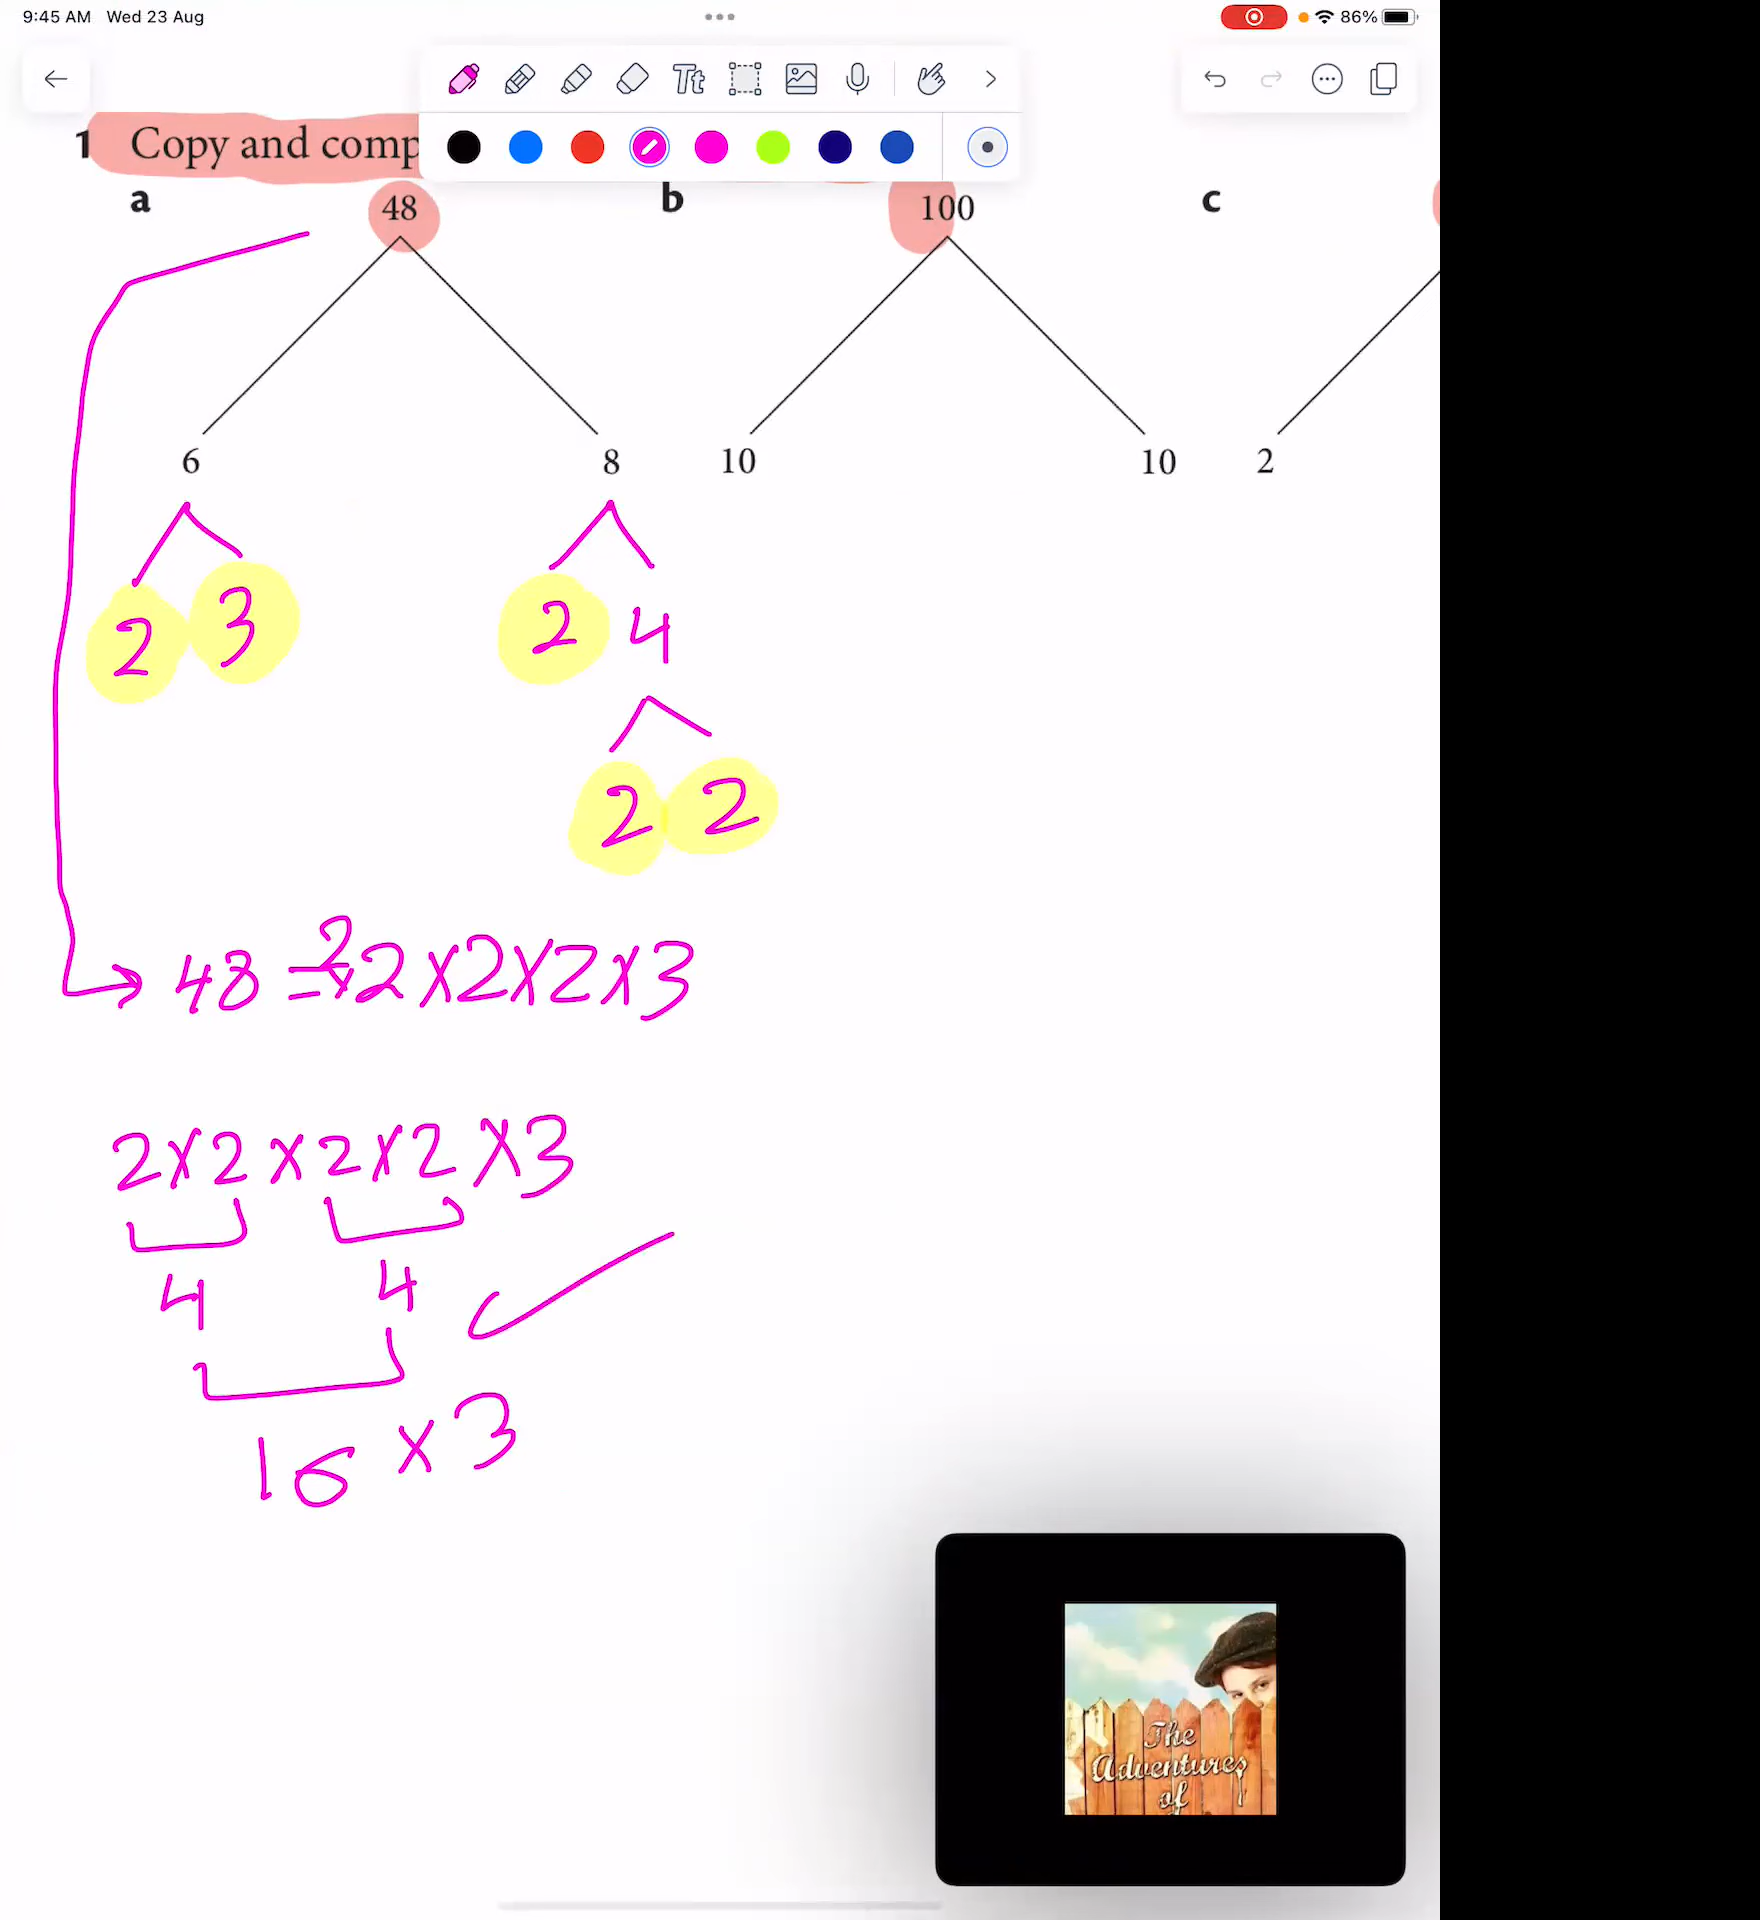 9:45 AM Wed 23 Aug
86%
Tt
1 Copy and comp
a 48 b 100 c
6 8 10 10 2
2 3 2 4
2 2
48 = 2 x 2 x 2 x 2 x 3
2 x 2 x 2 x 2 x 3
4 4
16 x 3
The
Adventures
of